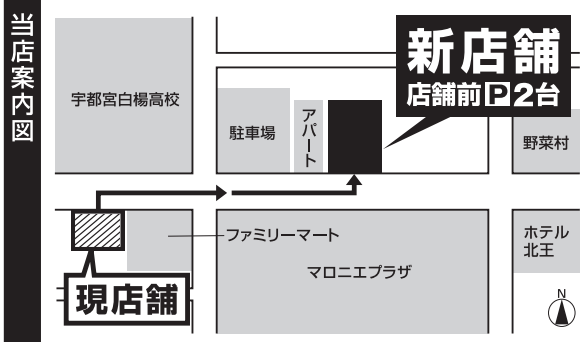 当店案内図
新店舗
店舗前P2台
宇都宮白楊高校
駐車場
アパート
野菜村
ファミリーマート
マロニエプラザ
ホテル
北王
現店舗
N